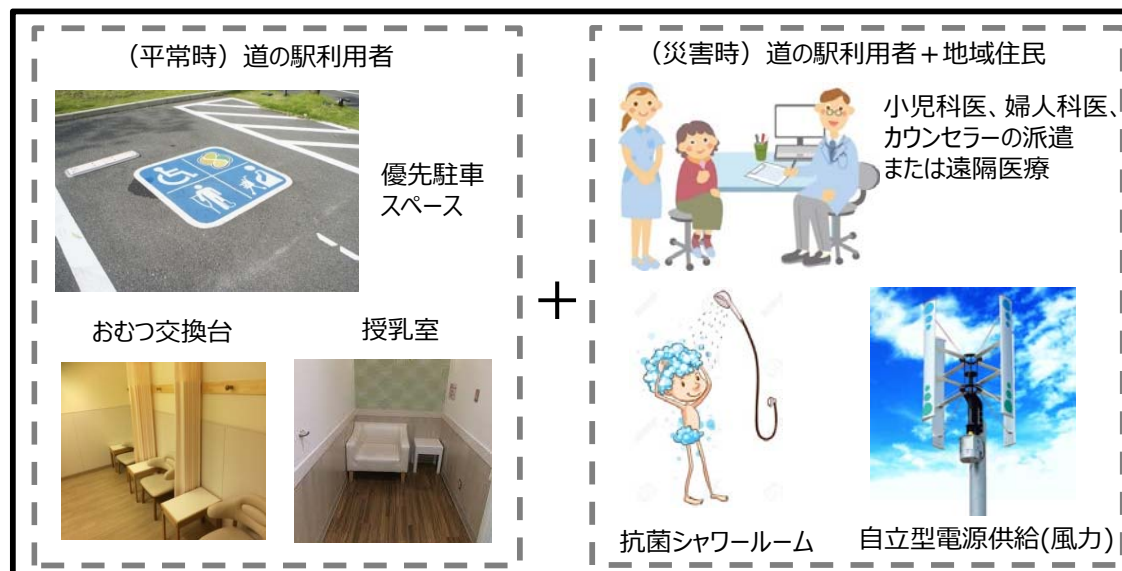 （平常時）道の駅利用者
優先駐車
スペース
おむつ交換台
授乳室
＋
（災害時）道の駅利用者＋地域住民
小児科医、婦人科医、
カウンセラーの派遣
または遠隔医療
抗菌シャワールーム
自立型電源供給(風力)